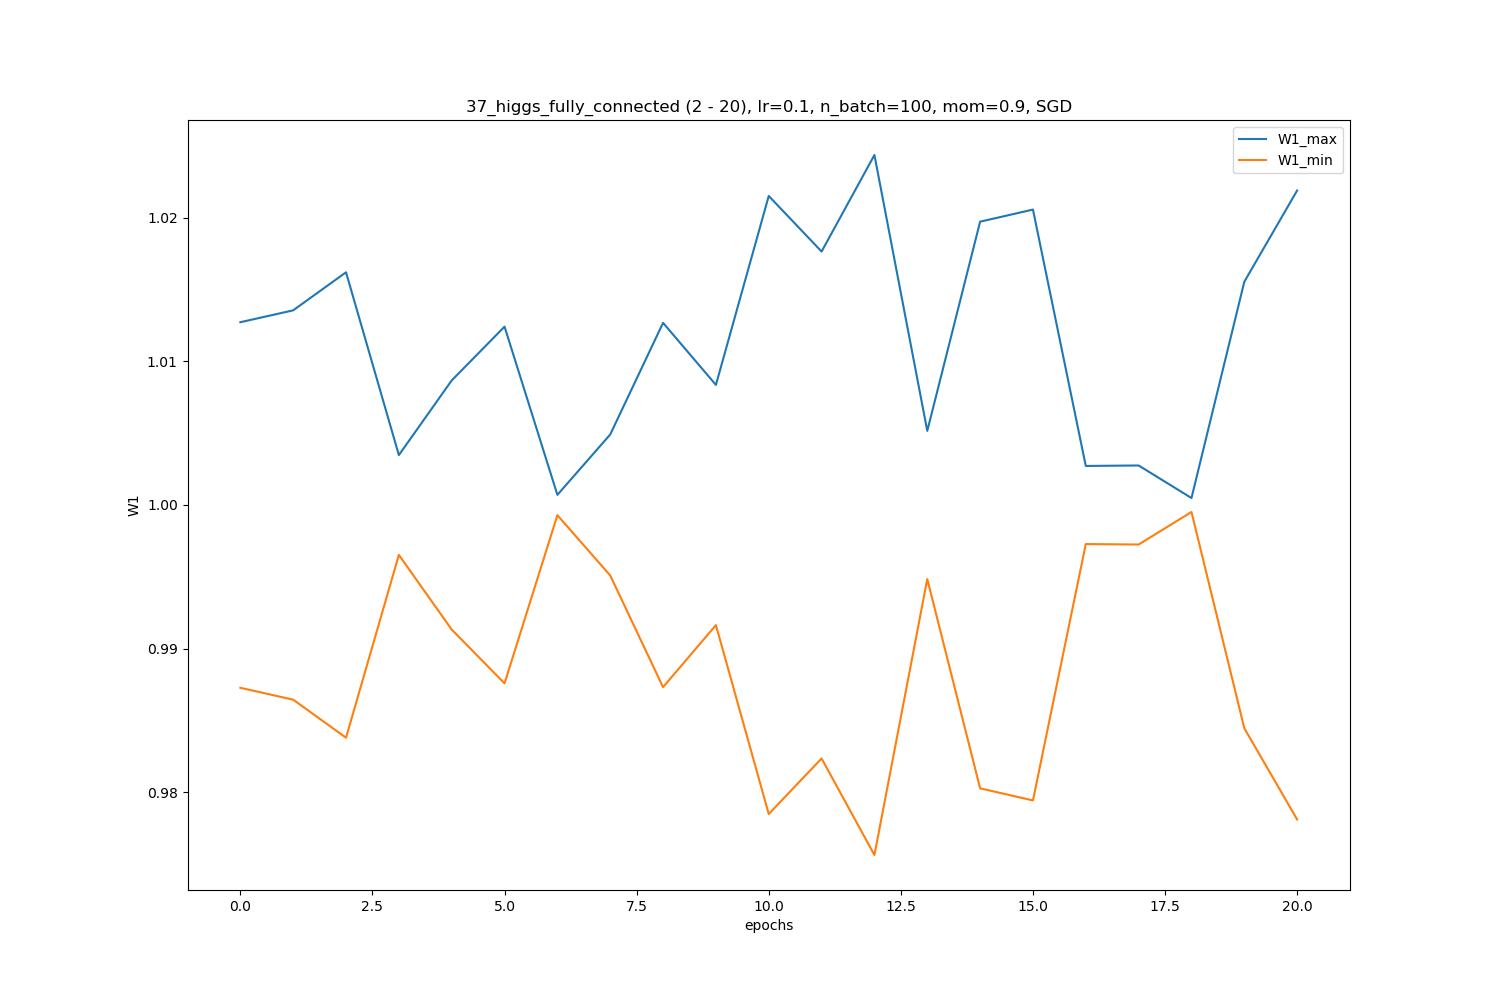 37_higgs_fully_connected (2 - 20), lr=0.1, n_batch=100, mom=0.9, SGD
W1_max
W1_min
1.02
1.01
1.00
0.99
0.98
W1
0.0 2.5 5.0 7.5 10.0 12.5 15.0 17.5 20.0
epochs